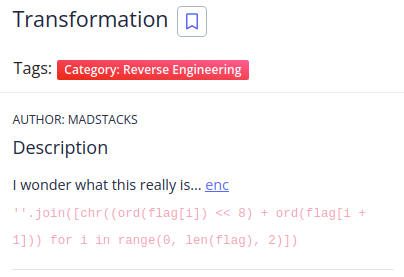 Transformation
Tags: Category: Reverse Engineering
AUTHOR: MADSTACKS
Description
I wonder what this really is... enc
''.join([chr((ord(flag[i]) << 8) + ord(flag[i +
1])) for i in range(0, len(flag), 2)])